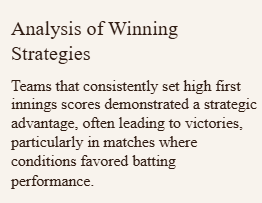 Analysis of Winning
Strategies
Teams that consistently set high first
innings scores demonstrated a strategic
advantage, often leading to victories,
particularly in matches where
conditions favored batting
performance.